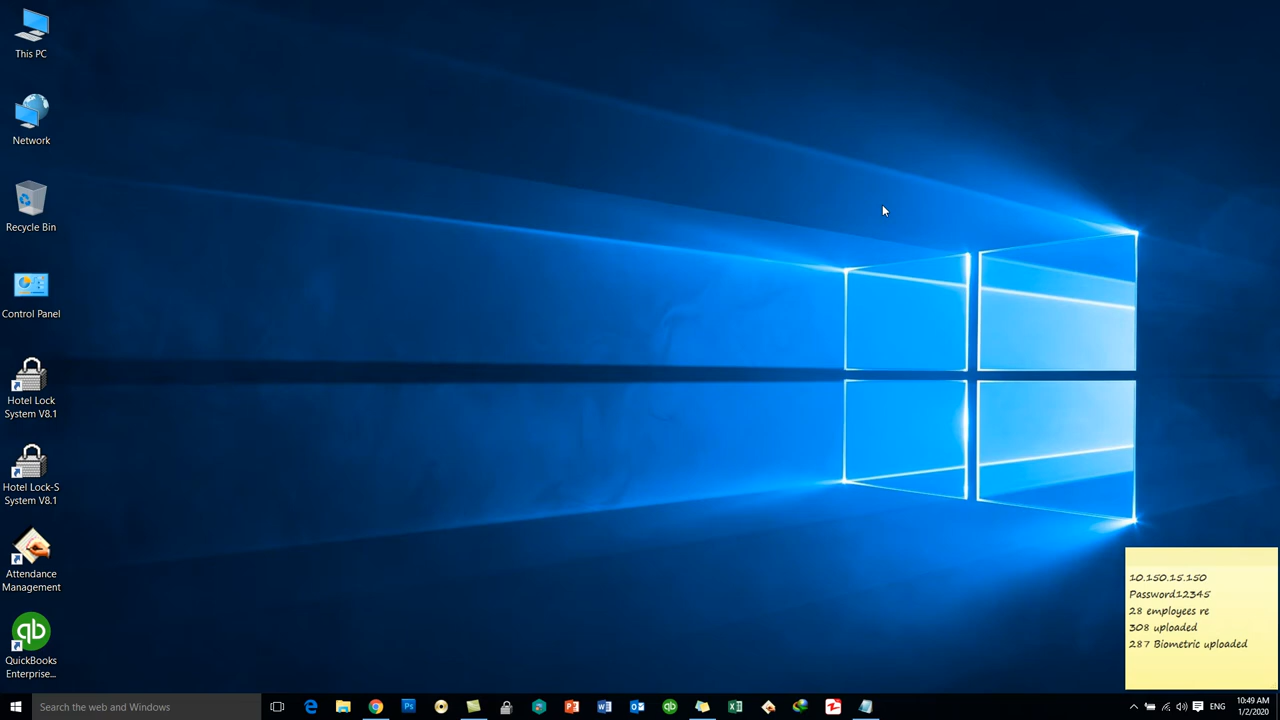 This PC
Network
Recycle Bin
Control Panel
Hotel Lock
System V8.1
Hotel Lock-S
System V8.1
Attendance
Management
qb
QuickBooks
Enterprise...
10.150.15.150
Password12345
28 employees re
308 uploaded
287 Biometric uploaded
Search the web and Windows
ENG
10:49 AM
1/2/2020